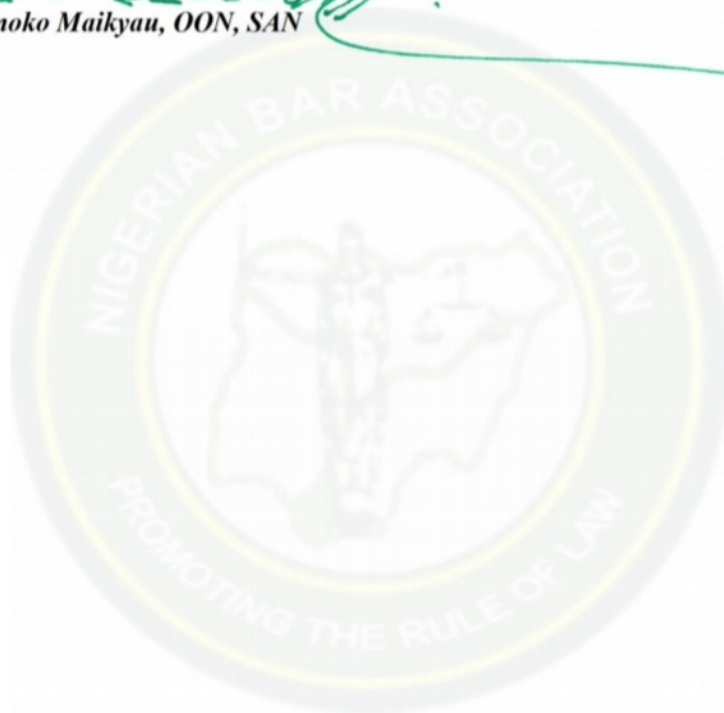 noko Maikyau, OON, SAN
NIGERIAN BAR ASSOCIATION
PROMOTING THE RULE OF LAW